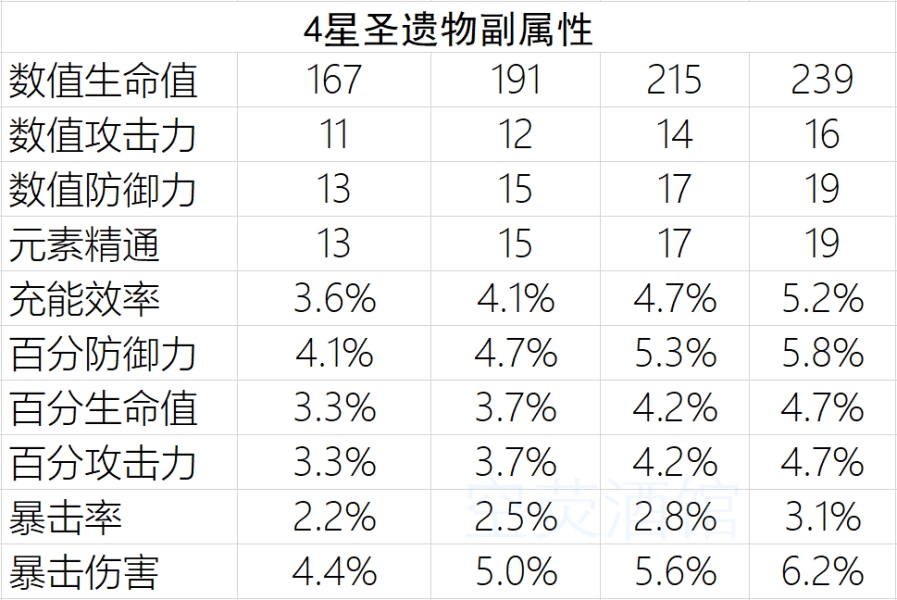 4星圣遗物副属性
数值生命值 167 191 215 239
数值攻击力 11 12 14 16
数值防御力 13 15 17 19
元素精通 13 15 17 19
充能效率 3.6% 4.1% 4.7% 5.2%
百分防御力 4.1% 4.7% 5.3% 5.8%
百分生命值 3.3% 3.7% 4.2% 4.7%
百分攻击力 3.3% 3.7% 4.2% 4.7%
暴击率 2.2% 2.5% 2.8% 3.1%
空荧酒馆
暴击伤害 4.4% 5.0% 5.6% 6.2%